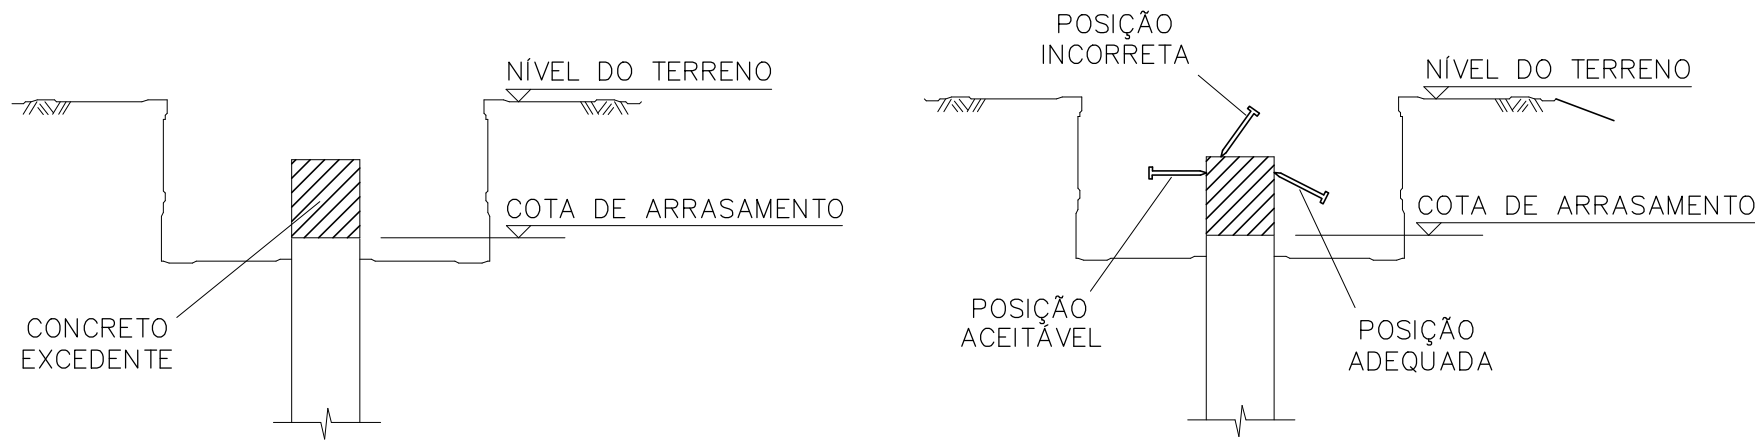 NÍVEL DO TERRENO
COTA DE ARRASAMENTO
CONCRETO
EXCEDENTE
POSIÇÃO
INCORRETA
NÍVEL DO TERRENO
COTA DE ARRASAMENTO
POSIÇÃO
ACEITÁVEL
POSIÇÃO
ADEQUADA